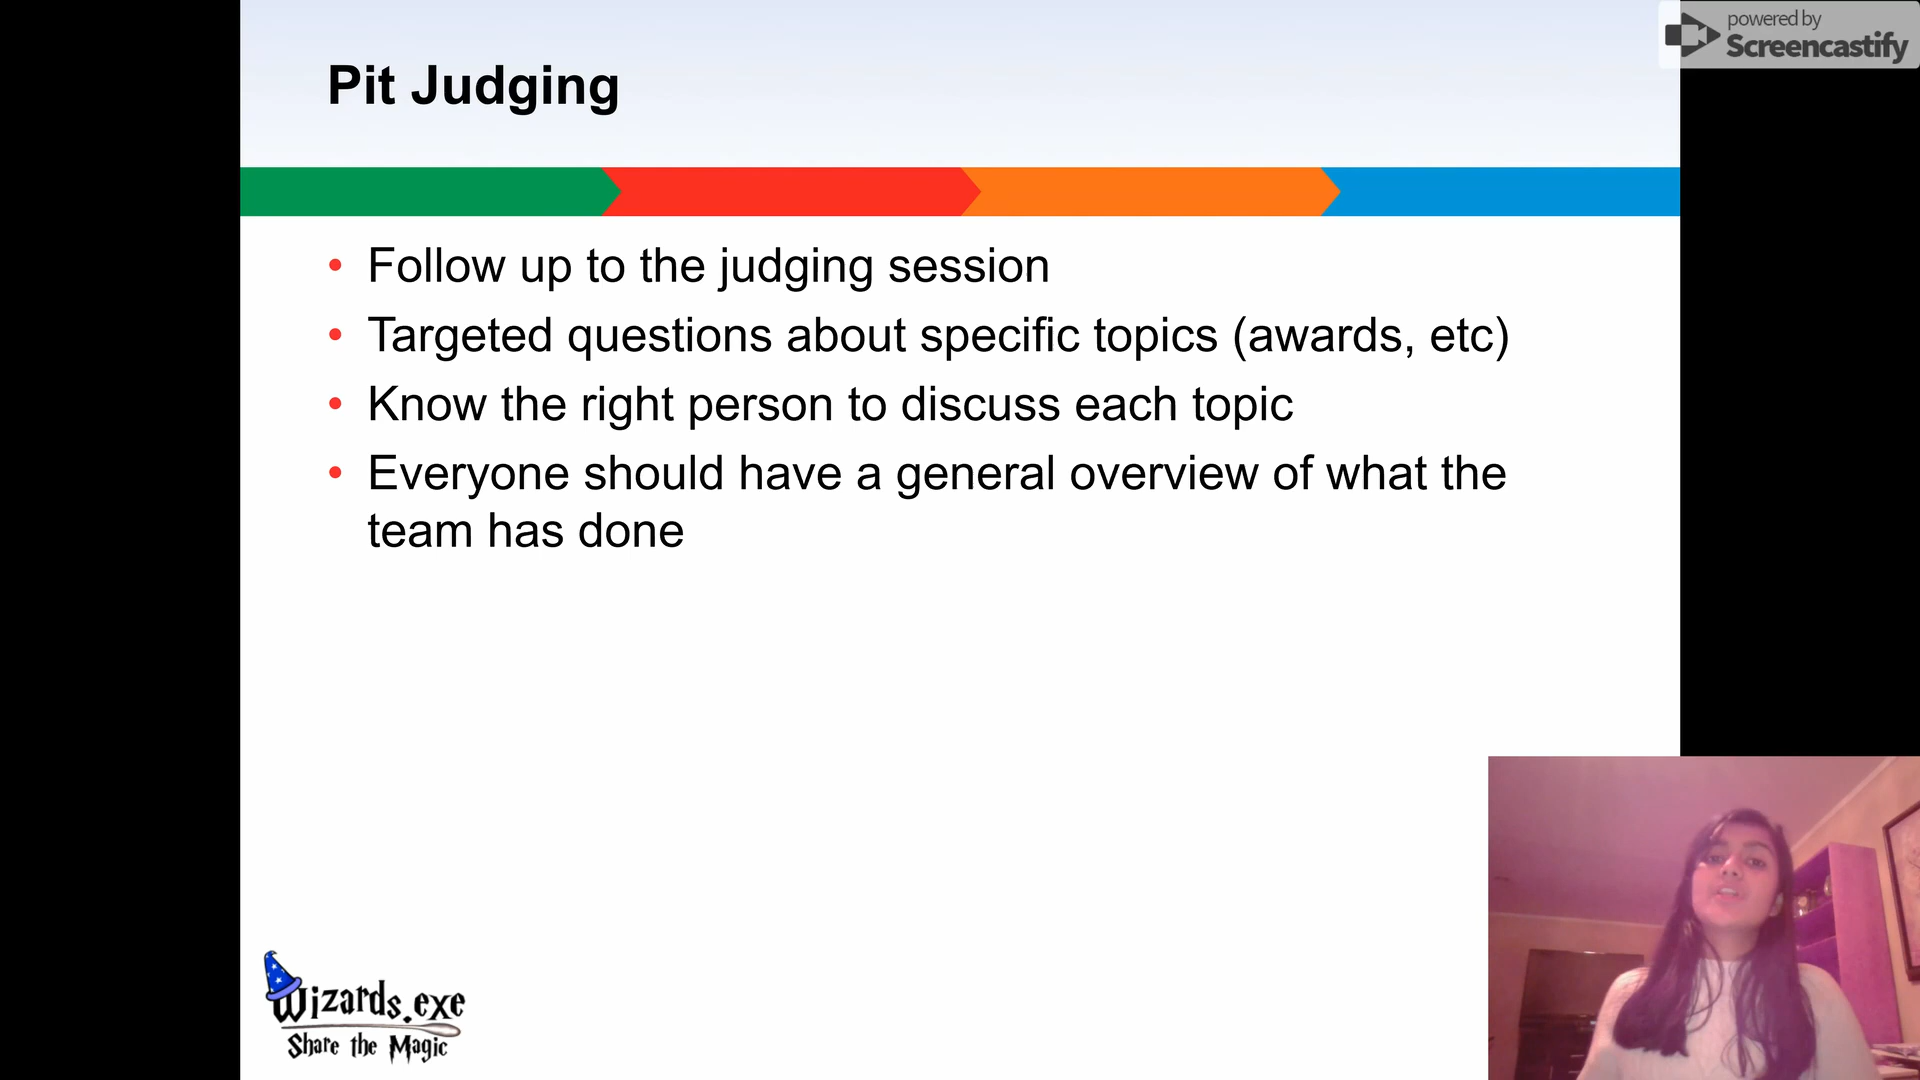 powered by
Screencastify
Pit Judging
• Follow up to the judging session
• Targeted questions about specific topics (awards, etc)
• Know the right person to discuss each topic
• Everyone should have a general overview of what the
team has done
Wizards.exe
Share the Magic